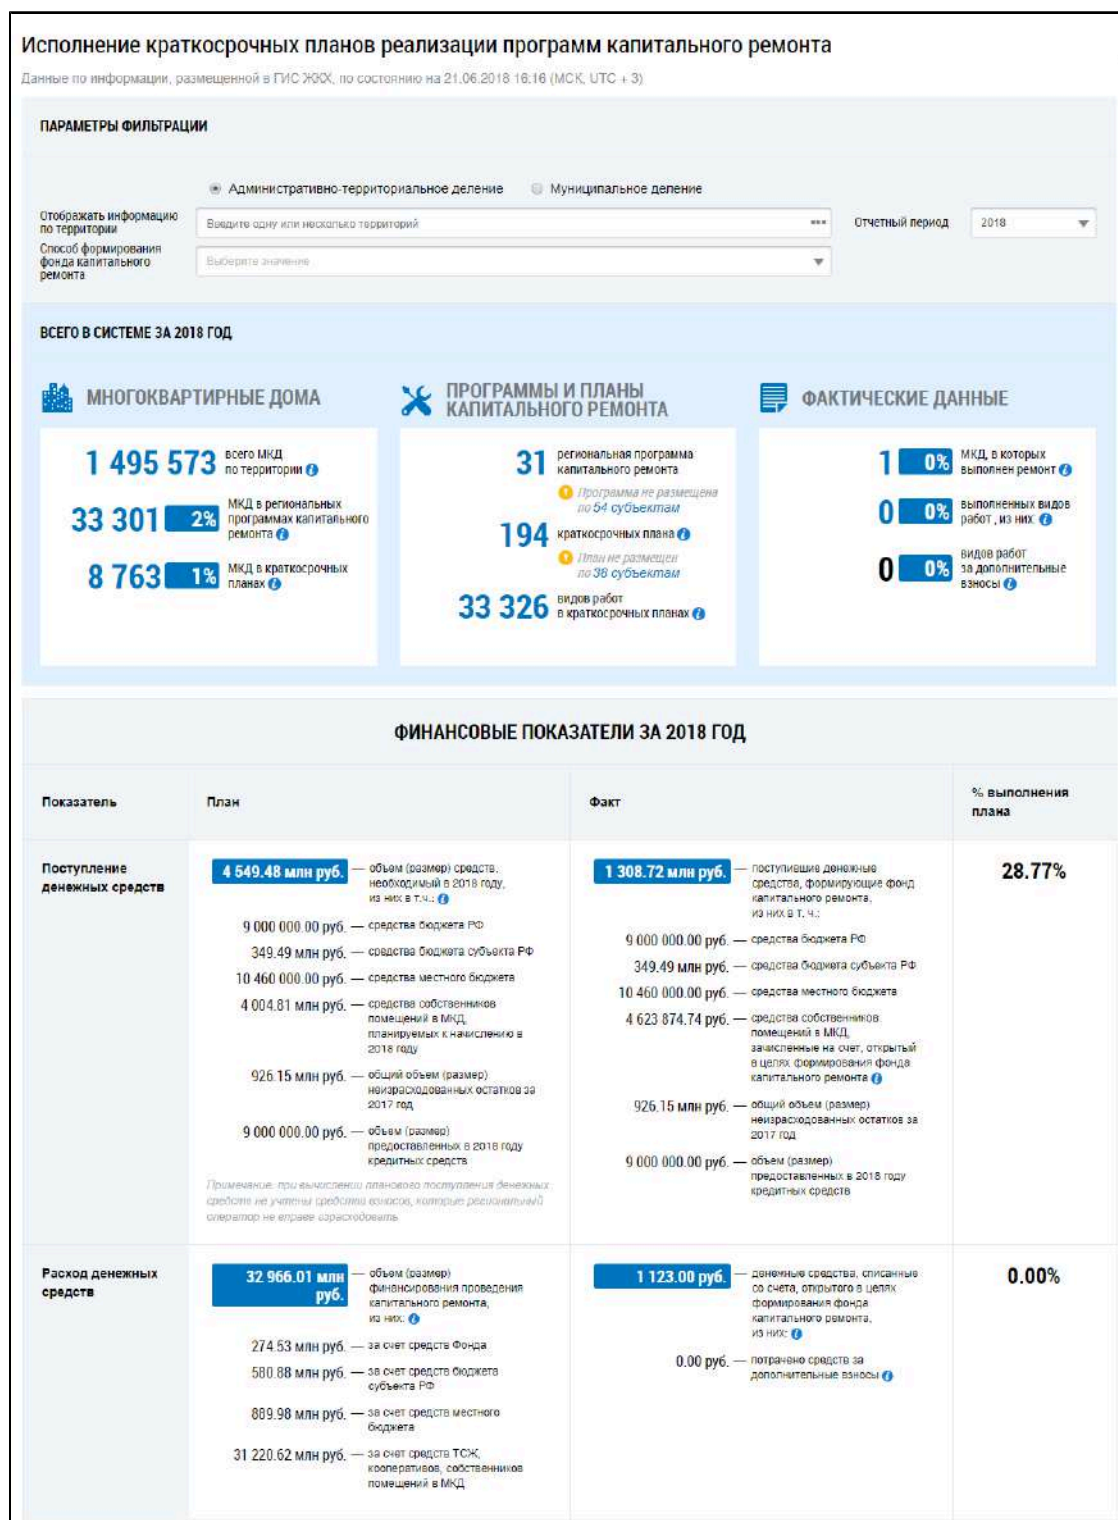 Исполнение краткосрочных планов реализации программ капитального ремонта
Данные по информации, размещенной в ГИС ЖКХ, по состоянию на 21.06.2018 16:16 (МСК, UTC + 3)
ПАРАМЕТРЫ ФИЛЬТРАЦИИ
Административно-территориальное деление Муниципальное деление
Отображать информацию по территории
Введите одну или несколько территорий
Отчетный период 2018
Способ формирования фонда капитального ремонта
Выберите значение
ВСЕГО В СИСТЕМЕ ЗА 2018 ГОД
МНОГОКВАРТИРНЫЕ ДОМА
1 495 573 всего МКД
по территории
33 301 2% МКД в региональных
программах капитального
ремонта
8 763 1% МКД в краткосрочных
планах
ПРОГРАММЫ И ПЛАНЫ
КАПИТАЛЬНОГО РЕМОНТА
31 региональная программа
капитального ремонта
Программа не размещена
по 54 субъектам
194 краткосрочных плана
План не размещен
по 38 субъектам
33 326 видов работ
в краткосрочных планах
ФАКТИЧЕСКИЕ ДАННЫЕ
1 0% МКД, в которых
выполнен ремонт
0 0% выполненных видов
работ, из них:
0 0% видов работ
за дополнительные
взносы
ФИНАНСОВЫЕ ПОКАЗАТЕЛИ ЗА 2018 ГОД
Показатель План Факт % выполнения
плана
Поступление
денежных средств
4 549.48 млн руб. — объем (размер) средств,
необходимый в 2018 году,
из них в т.ч.:
9 000 000.00 руб. — средства бюджета РФ
349.49 млн руб. — средства бюджета субъекта РФ
10 460 000.00 руб. — средства местного бюджета
4 004.81 млн руб. — средства собственников
помещений в МКД,
планируемых к начислению в
2018 году
926.15 млн руб. — общий объем (размер)
неизрасходованных остатков за
2017 год
9 000 000.00 руб. — объем (размер)
предоставленных в 2018 году
кредитных средств
Примечание: при вычислении планового поступления денежных
средств не учтены средства взносов, которые региональный
оператор не вправе израсходовать
1 308.72 млн руб. — поступившие денежные
средства, формирующие фонд
капитального ремонта,
из них в т. ч.:
9 000 000.00 руб. — средства бюджета РФ
349.49 млн руб. — средства бюджета субъекта РФ
10 460 000.00 руб. — средства местного бюджета
4 623 874.74 руб. — средства собственников
помещений в МКД,
зачисленные на счет, открытый
в целях формирования фонда
капитального ремонта
926.15 млн руб. — общий объем (размер)
неизрасходованных остатков за
2017 год
9 000 000.00 руб. — объем (размер)
предоставленных в 2018 году
кредитных средств
28.77%
Расход денежных
средств
32 966.01 млн
руб. — объем (размер)
финансирования проведения
капитального ремонта,
из них:
274.53 млн руб. — за счет средств Фонда
580.88 млн руб. — за счет средств бюджета
субъекта РФ
889.98 млн руб. — за счет средств местного
бюджета
31 220.62 млн руб. — за счет средств ТСЖ,
кооперативов, собственников
помещений в МКД
1 123.00 руб. — денежные средства, списанные
со счета, открытого в целях
формирования фонда
капитального ремонта,
из них:
0.00 руб. — потрачено средств за
дополнительные взносы
0.00%